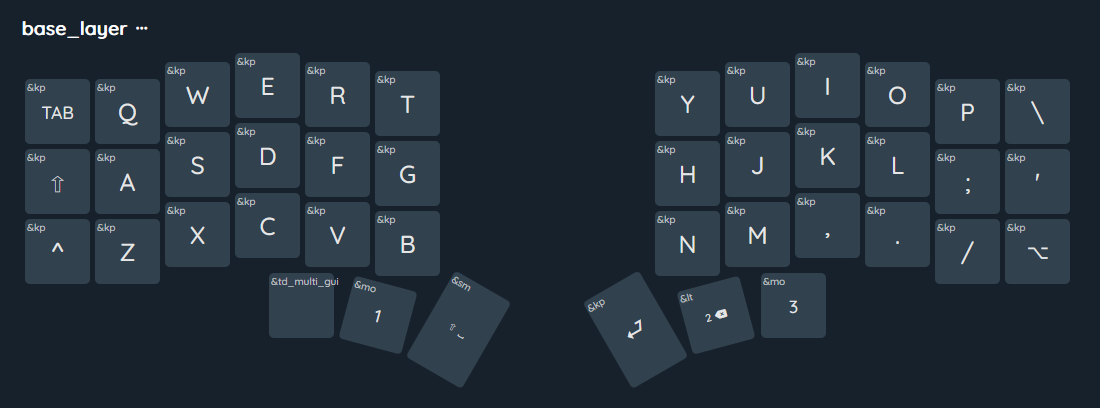 base_layer ···
&kp TAB &kp Q &kp W &kp E &kp R &kp T &kp Y &kp U &kp I &kp O &kp P &kp \
&kp ⇧ &kp A &kp S &kp D &kp F &kp G &kp H &kp J &kp K &kp L &kp ; &kp '
&kp ^ &kp Z &kp X &kp C &kp V &kp B &kp N &kp M &kp , &kp . &kp / &kp ⌥
&td_multi_gui &mo 1 &sm ⇧ ⎵ &kp ⏎ &lt 2 ⌫ &mo 3